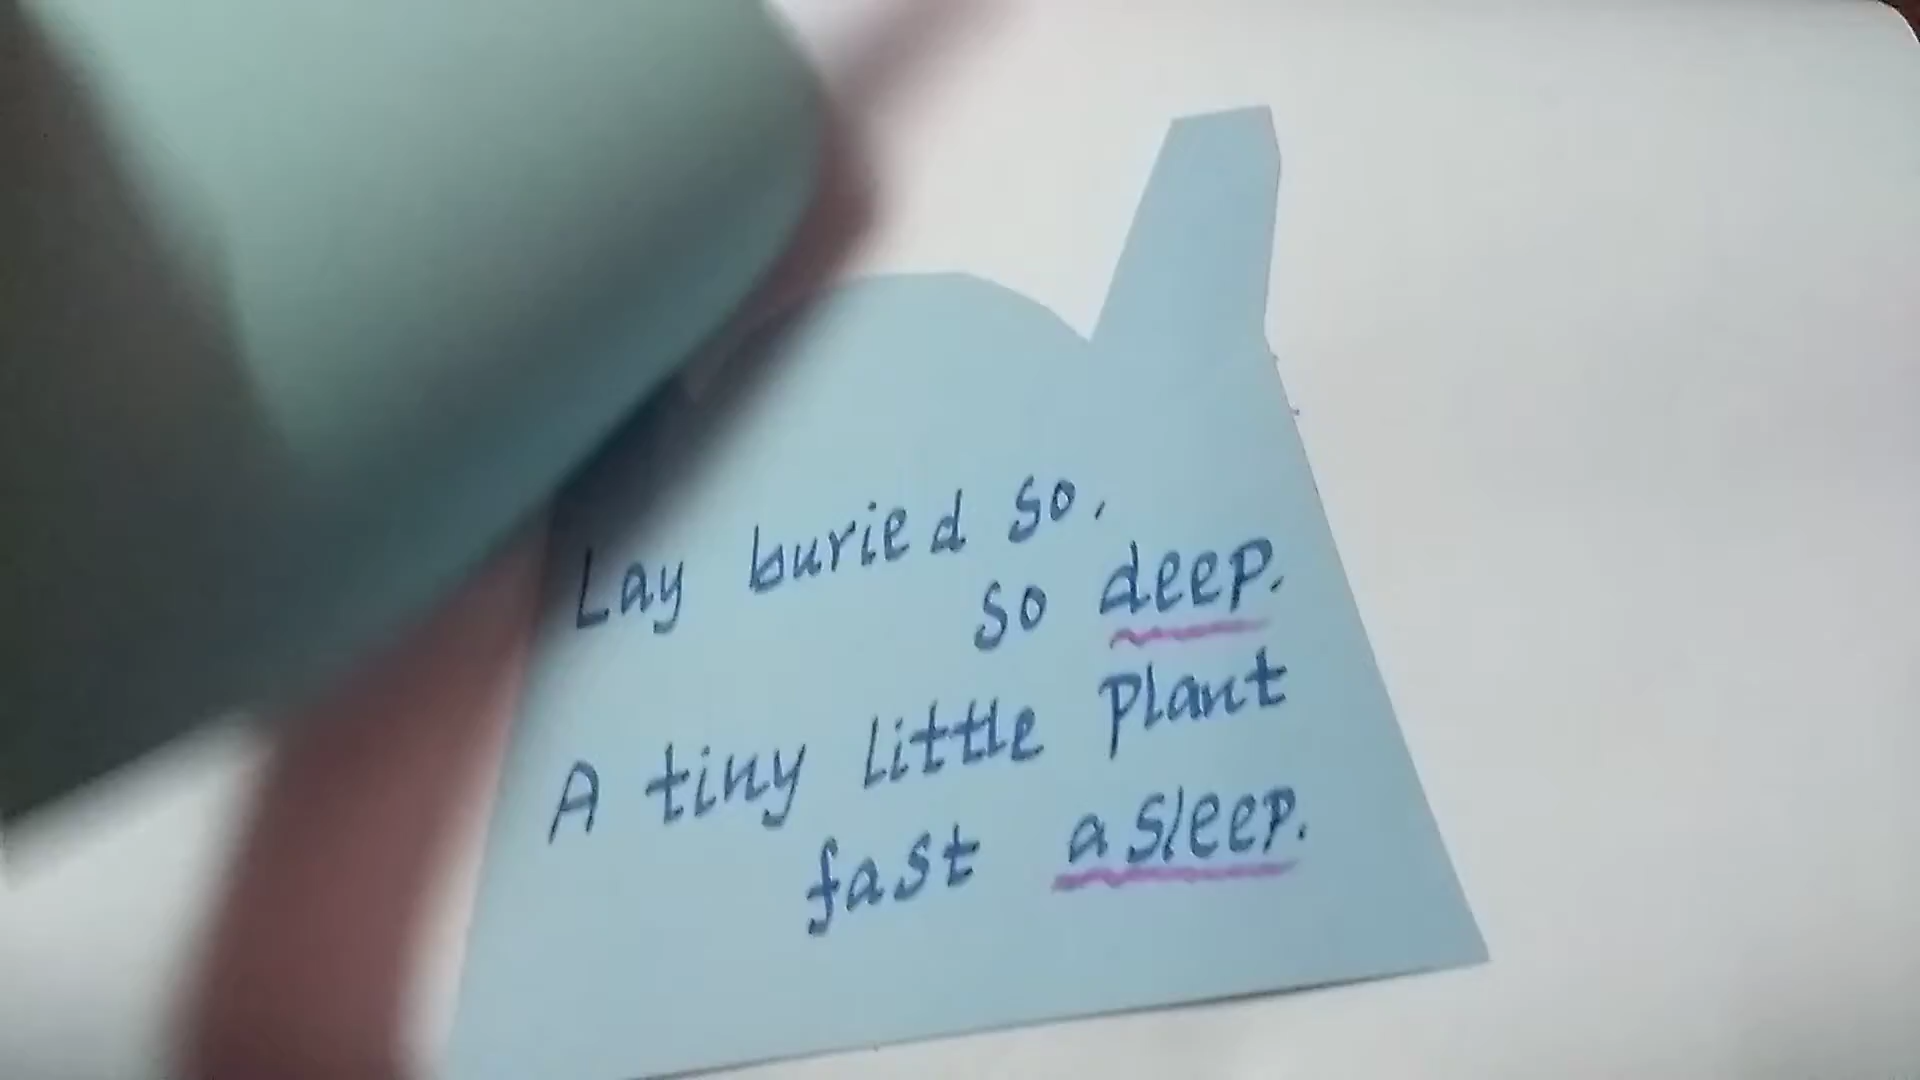 Lay buried so,
so deep.
A tiny little plant
fast asleep.